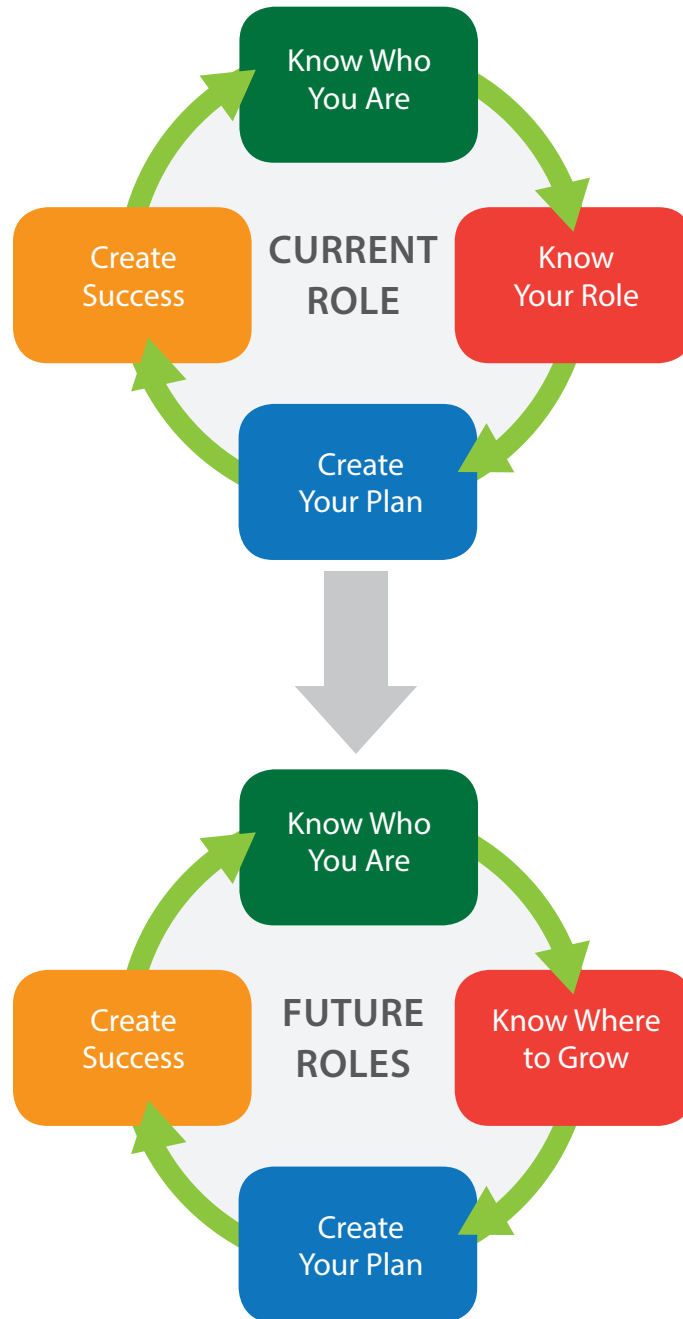 Know Who
You Are
Create
Success
CURRENT
ROLE
Know
Your Role
Create
Your Plan
Know Who
You Are
Create
Success
FUTURE
ROLES
Know Where
to Grow
Create
Your Plan